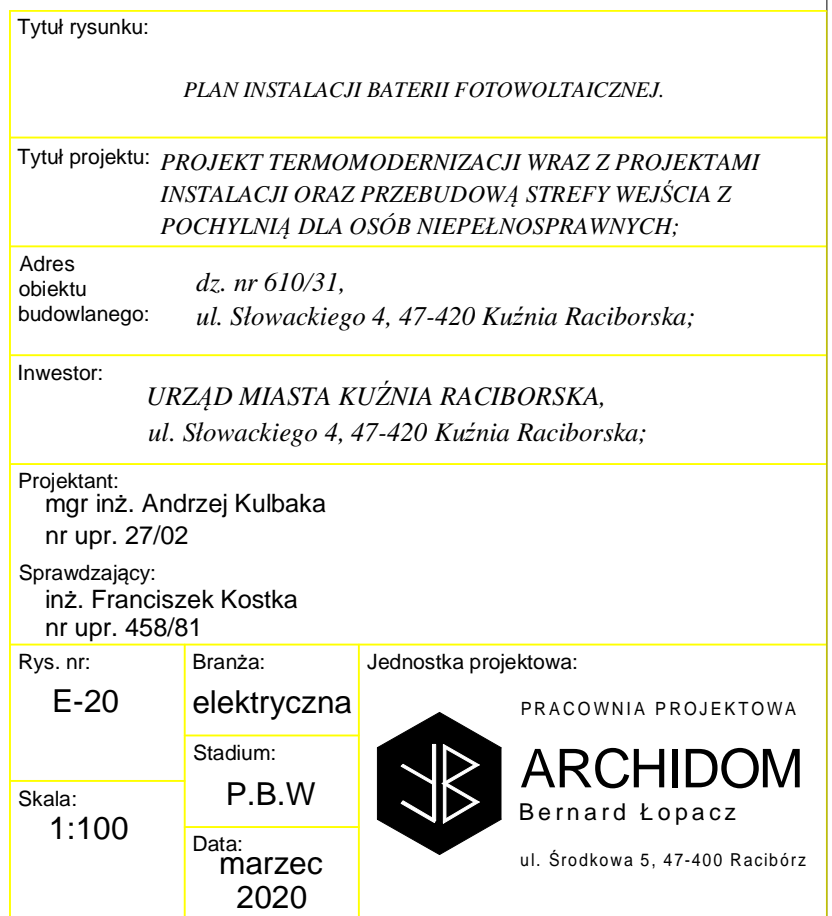 Tytuł rysunku:
PLAN INSTALACJI BATERII FOTOWOLTAICZNEJ.
Tytuł projektu:
PROJEKT TERMOMODERNIZACJI WRAZ Z PROJEKTAMI
INSTALACJI ORAZ PRZEBUDOWĄ STREFY WEJŚCIA Z
POCHYLNIĄ DLA OSÓB NIEPEŁNOSPRAWNYCH;
Adres
obiektu
budowlanego:
dz. nr 610/31,
ul. Słowackiego 4, 47-420 Kuźnia Raciborska;
Inwestor:
URZĄD MIASTA KUŹNIA RACIBORSKA,
ul. Słowackiego 4, 47-420 Kuźnia Raciborska;
Projektant:
mgr inż. Andrzej Kulbaka
nr upr. 27/02
Sprawdzający:
inż. Franciszek Kostka
nr upr. 458/81
Rys. nr:
E-20
Skala:
1:100
Branża:
elektryczna
Stadium:
P.B.W
Data:
marzec
2020
Jednostka projektowa:
PRACOWNIA PROJEKTOWA
ARCHIDOM
Bernard Łopacz
ul. Środkowa 5, 47-400 Racibórz